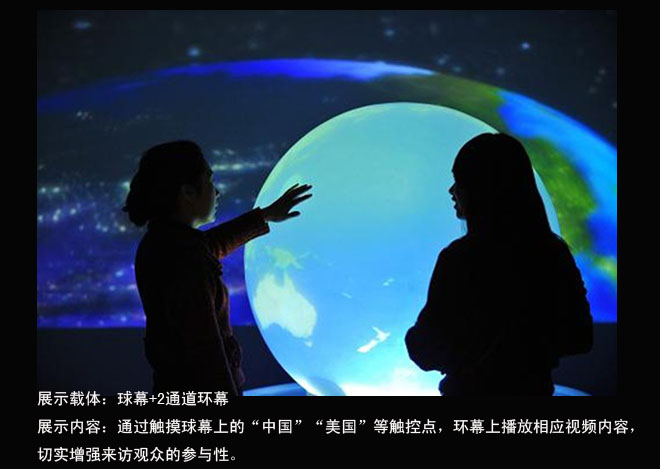 展示载体：球幕+2通道环幕
展示内容：通过触摸球幕上的“中国”“美国”等触控点，环幕上播放相应视频内容，
切实增强来访观众的参与性。